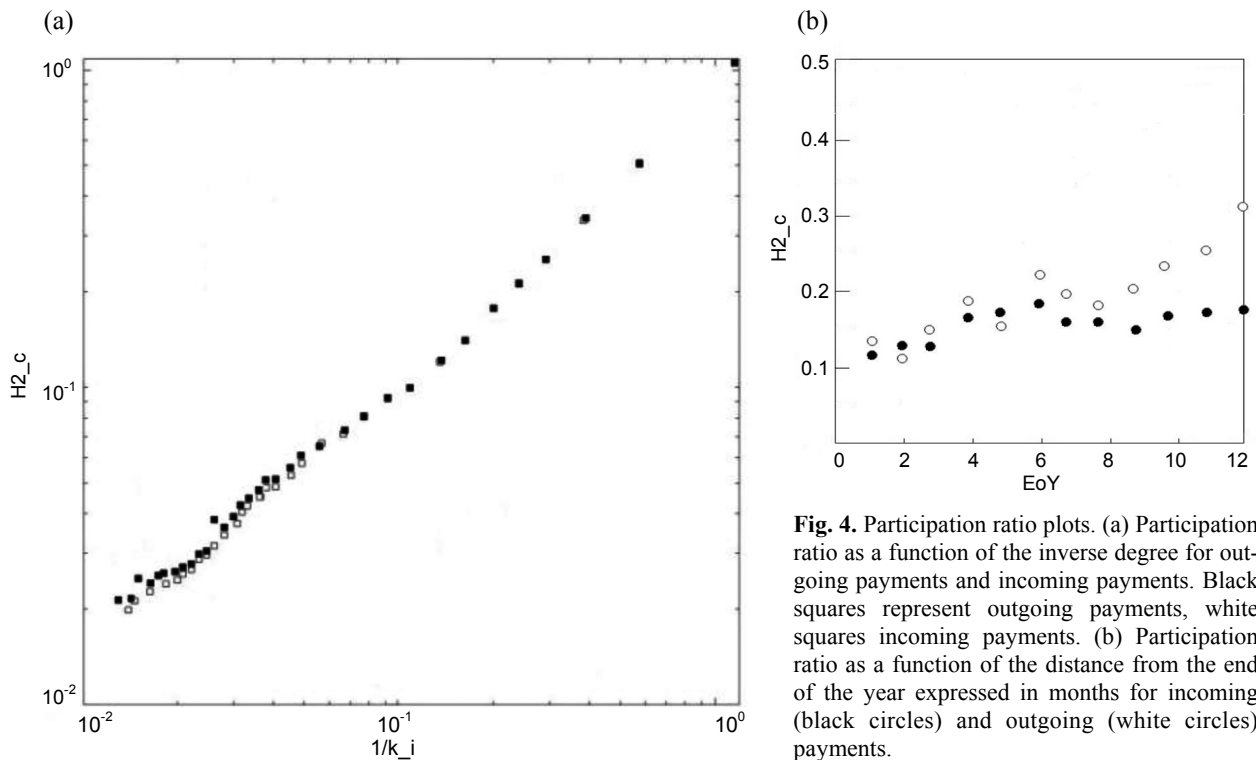 (a)
10^0
10^-1
10^-2
H2_c
10^-2
10^-1
10^0
1/k_i
(b)
0.5
0.4
0.3
0.2
0.1
H2_c
0 2 4 6 8 10 12
EoY
Fig. 4. Participation ratio plots. (a) Participation
ratio as a function of the inverse degree for out-
going payments and incoming payments. Black
squares represent outgoing payments, white
squares incoming payments. (b) Participation
ratio as a function of the distance from the end
of the year expressed in months for incoming
(black circles) and outgoing (white circles)
payments.